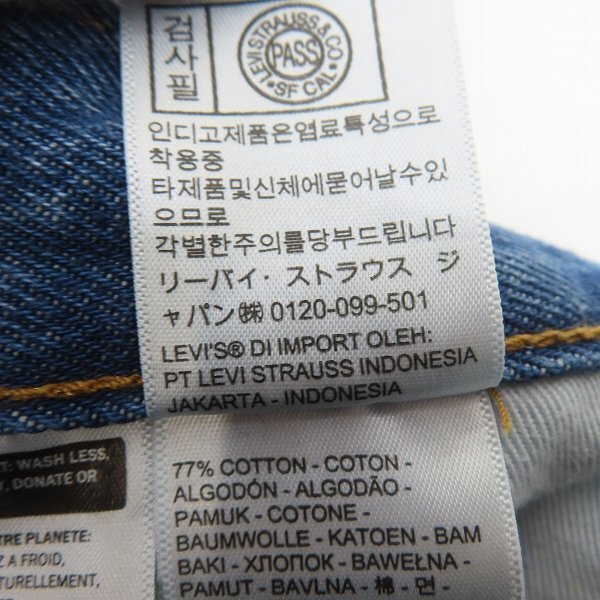 검사필
LEVI STRAUSS & CO
PASS
SF CAL
인디고제품은염료특성으로
착용중
타제품및신체에묻어날수있
으므로
각별한주의를당부드립니다
リーバイ・ストラウス ジ
ャパン㈱ 0120-099-501
LEVI'S® DI IMPORT OLEH:
PT LEVI STRAUSS INDONESIA
JAKARTA - INDONESIA
: WASH LESS,
, DONATE OR
TRE PLANETE:
Z A FROID,
TURELLEMENT,
77% COTTON - COTON -
ALGODÓN - ALGODÃO -
PAMUK - COTONE -
BAUMWOLLE - KATOEN - BAM
BAKI - ХЛОПОК - BAWEŁNA -
PAMUT - BAVLNA - 棉 - 면 -